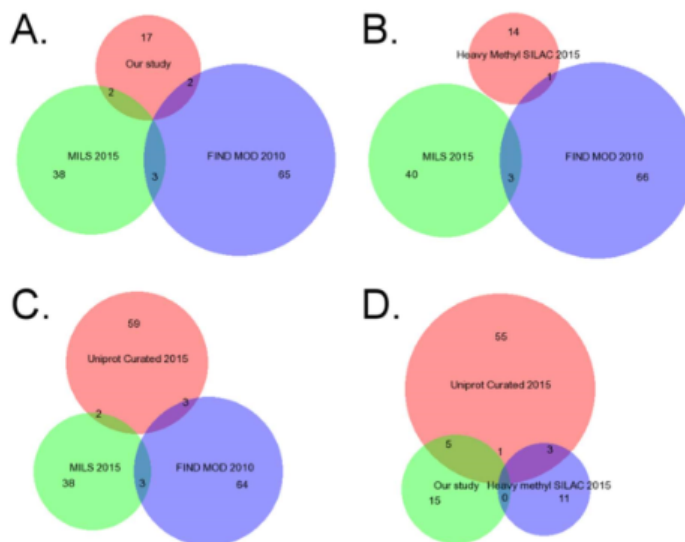 A.
17
Our study
2
2
MILS 2015
FIND MOD 2010
38
3
65
B.
14
Heavy Methyl SILAC 2015
1
MILS 2015
FIND MOD 2010
40
3
66
C.
59
Uniprot Curated 2015
2
3
MILS 2015
FIND MOD 2010
38
3
64
D.
55
Uniprot Curated 2015
5
1
3
Our study
Heavy methyl SILAC 2015
15
0
11